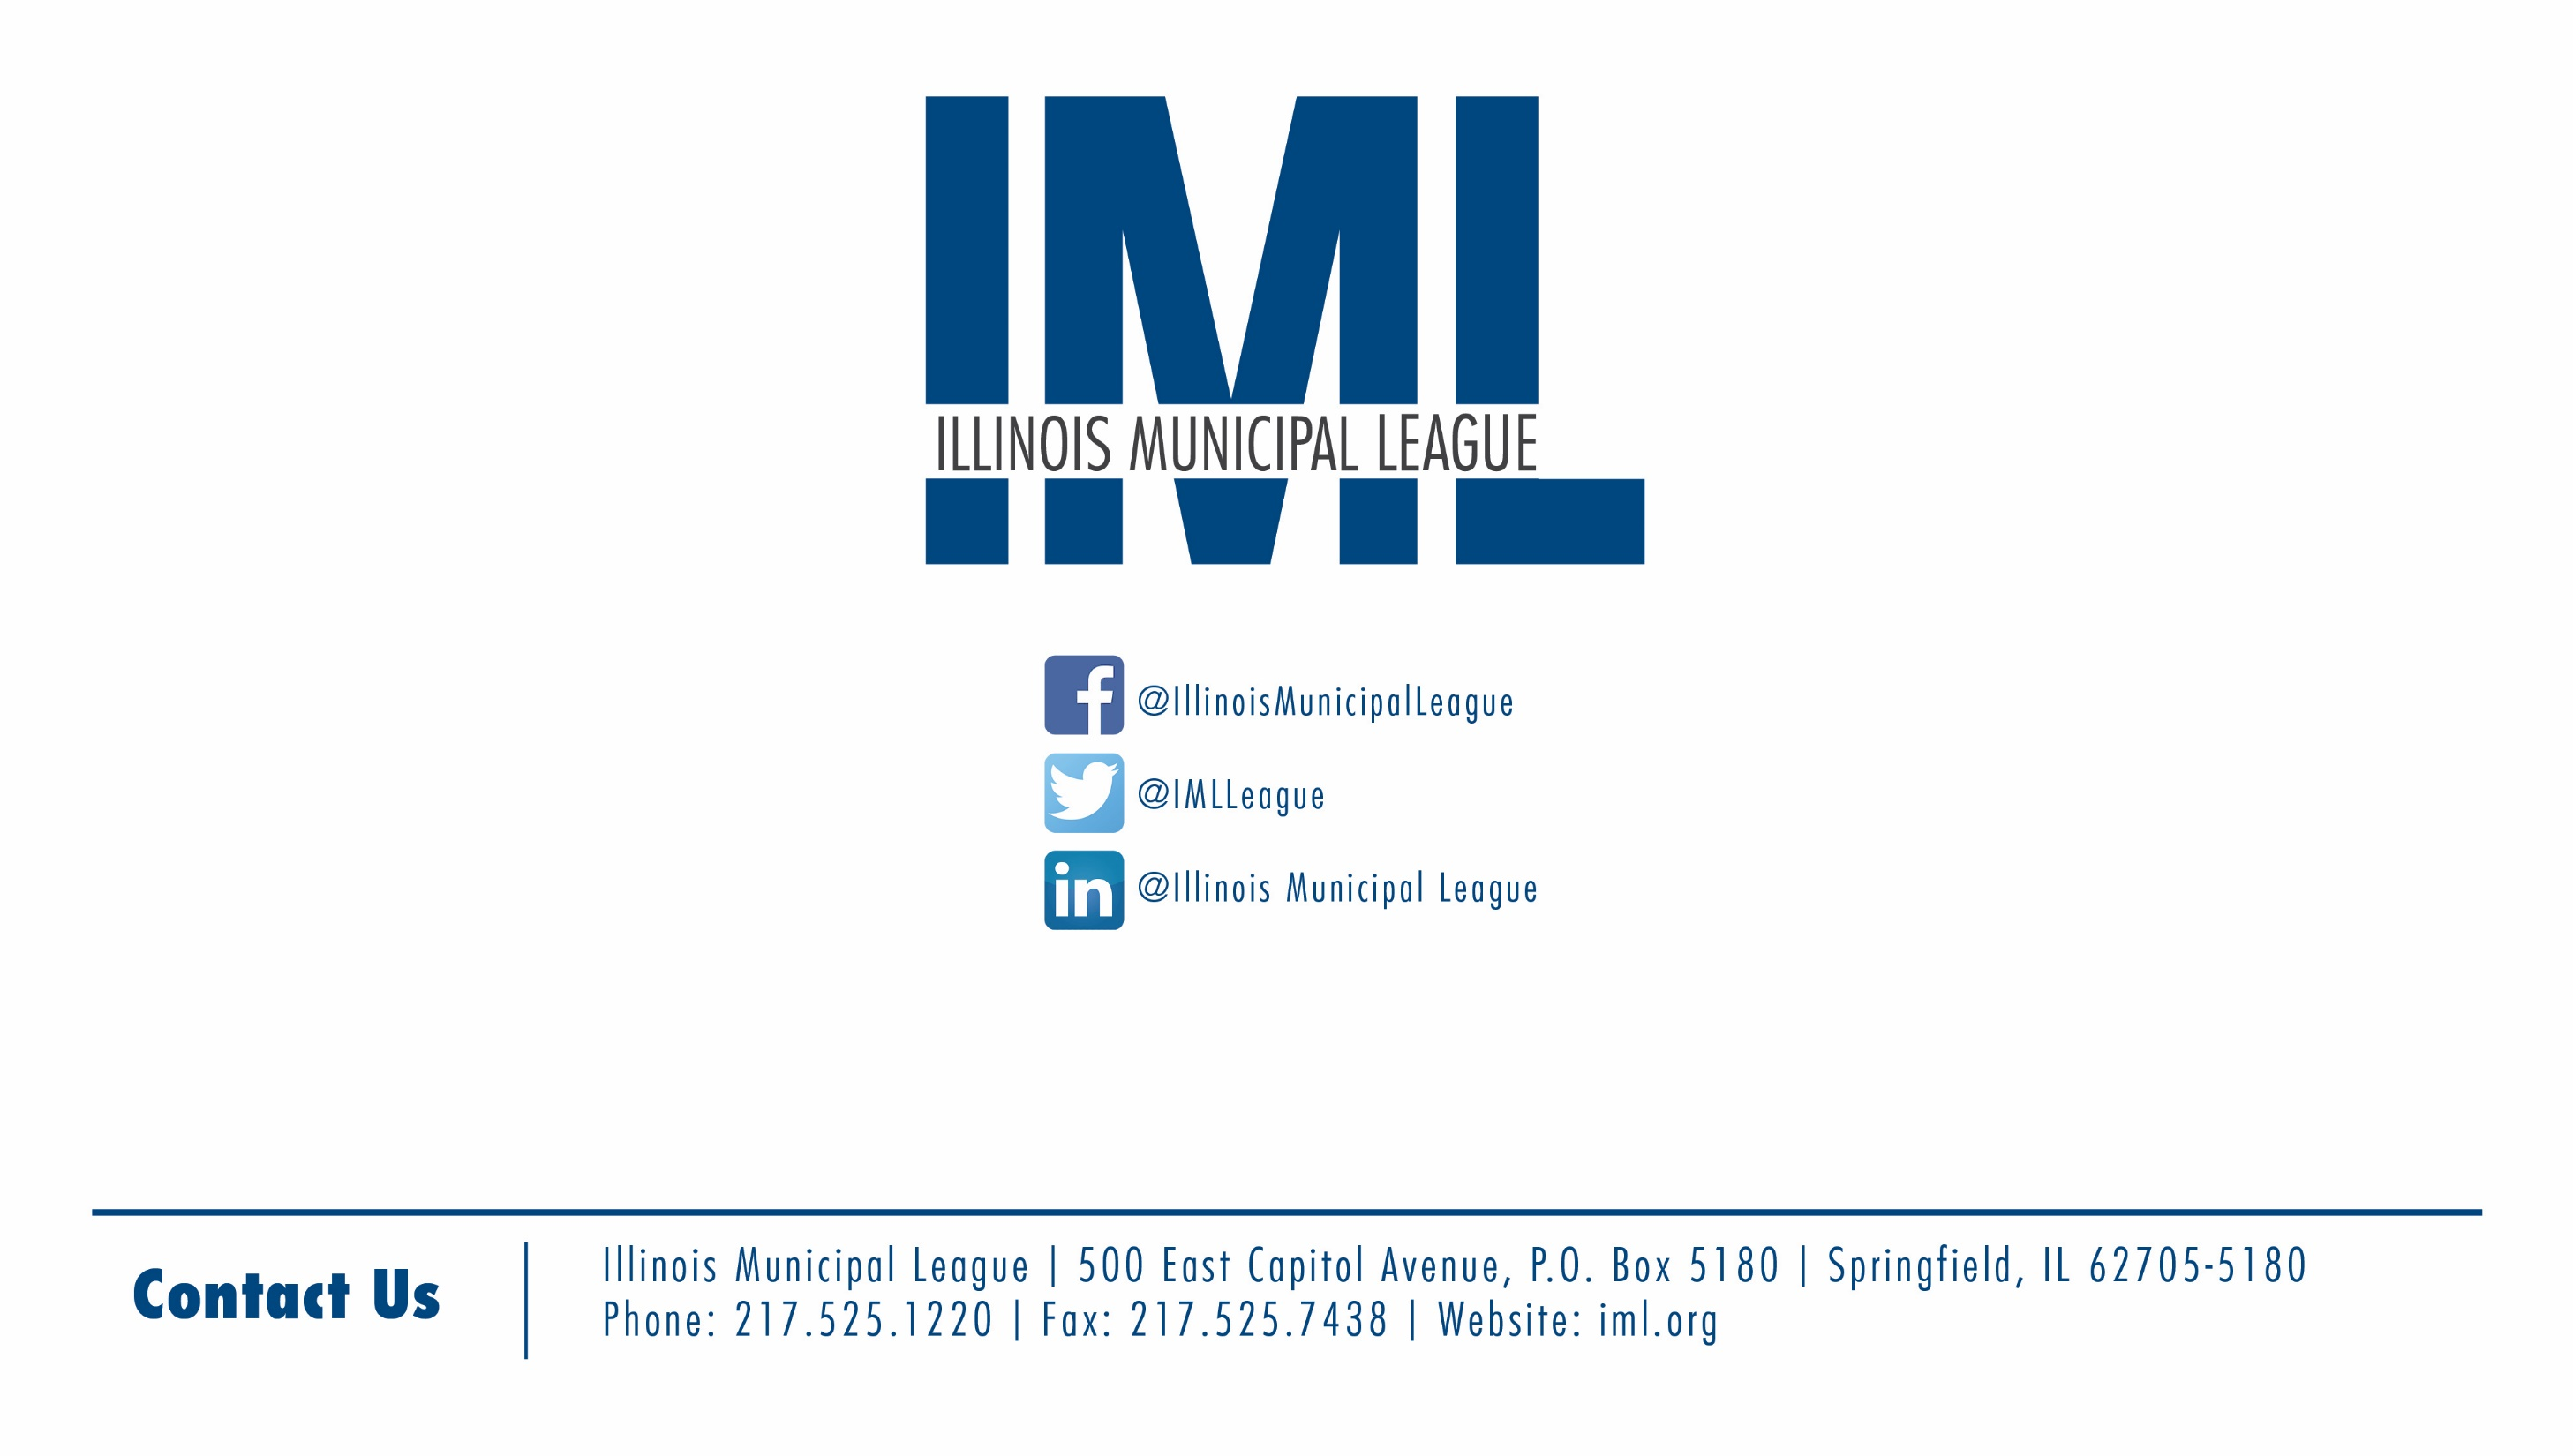 IML
ILLINOIS MUNICIPAL LEAGUE
@IllinoisMunicipalLeague
@IMLLeague
in @Illinois Municipal League
Contact Us
Illinois Municipal League | 500 East Capitol Avenue, P.O. Box 5180 | Springfield, IL 62705-5180
Phone: 217.525.1220 | Fax: 217.525.7438 | Website: iml.org